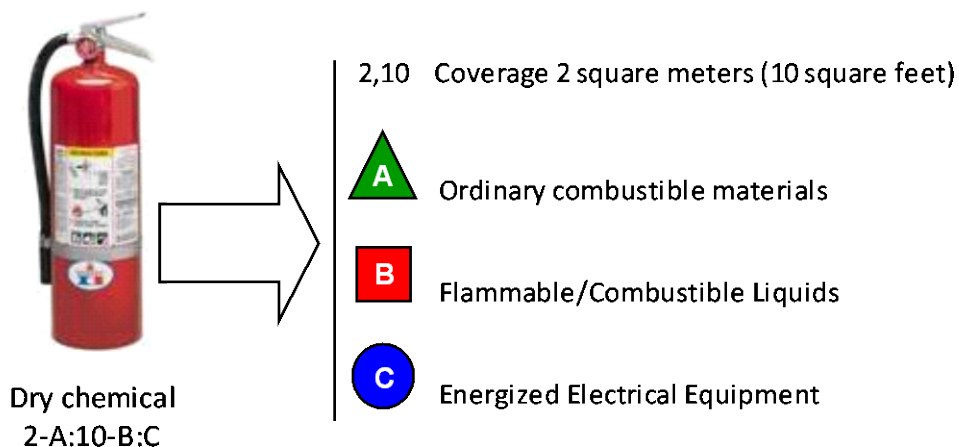 2,10 Coverage 2 square meters (10 square feet)
A Ordinary combustible materials
B Flammable/Combustible Liquids
C Energized Electrical Equipment
Dry chemical
2-A:10-B:C